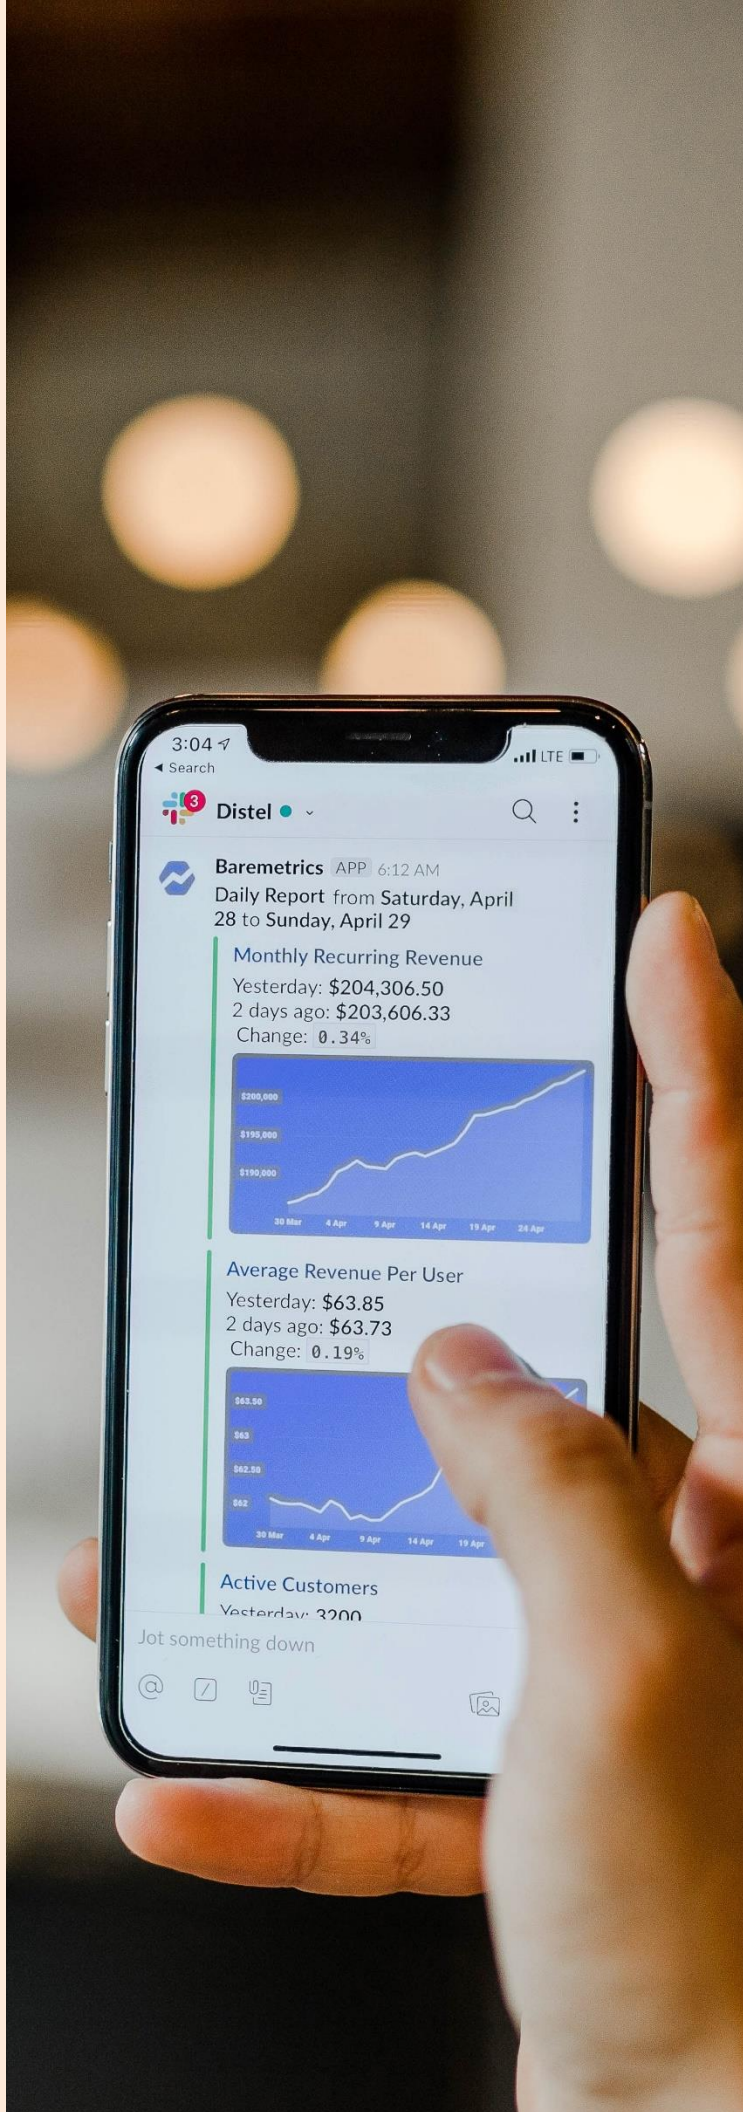 3:04
LTE
◀ Search
3
Distel
Baremetrics APP 6:12 AM
Daily Report from Saturday, April
28 to Sunday, April 29
Monthly Recurring Revenue
Yesterday: $204,306.50
2 days ago: $203,606.33
Change: 0.34%
$200,000
$195,000
$190,000
30 Mar 4 Apr 9 Apr 14 Apr 19 Apr 24 Apr
Average Revenue Per User
Yesterday: $63.85
2 days ago: $63.73
Change: 0.19%
$63.50
$63
$62.50
$62
30 Mar 4 Apr 9 Apr 14 Apr 19 Apr
Active Customers
Yesterday: 3200
Jot something down
@